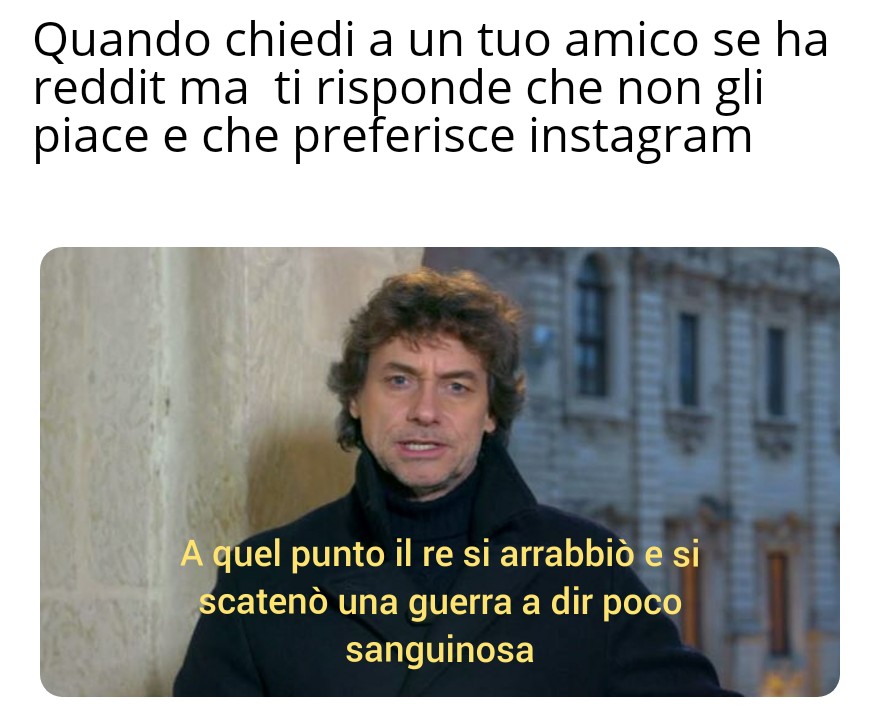 Quando chiedi a un tuo amico se ha
reddit ma  ti risponde che non gli
piace e che preferisce instagram
A quel punto il re si arrabbiò e si
scatenò una guerra a dir poco
sanguinosa